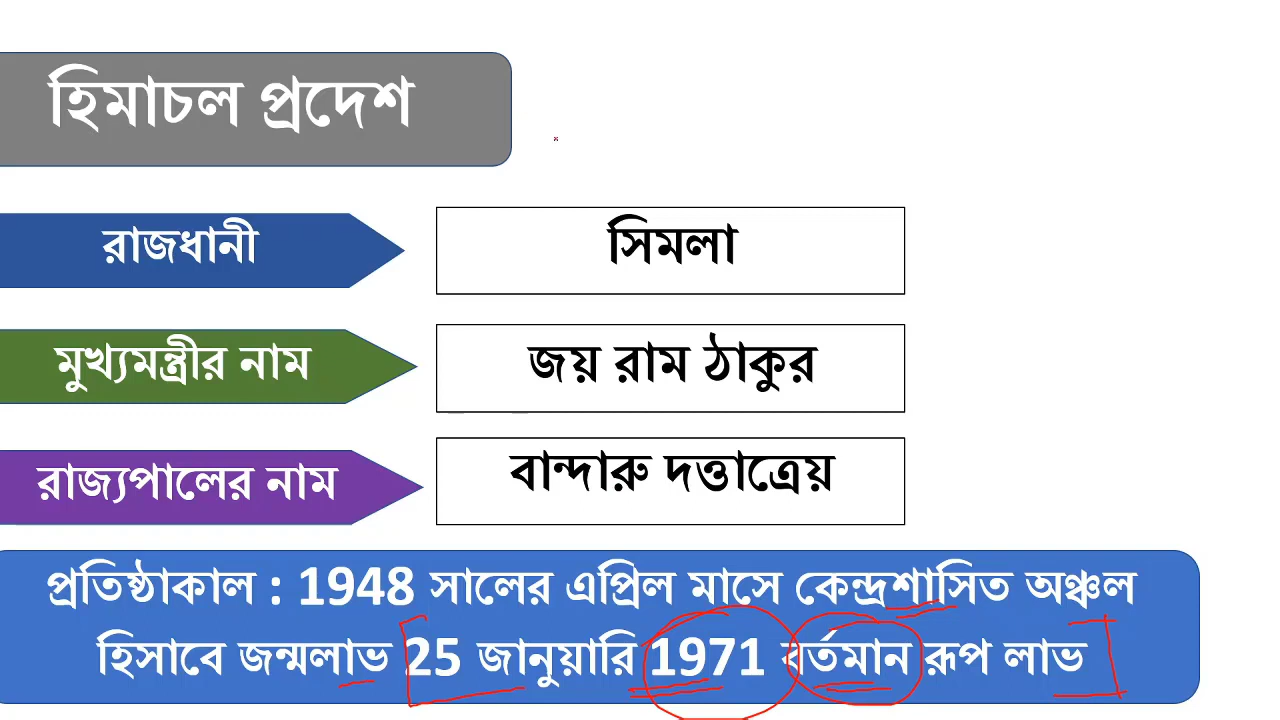 হিমাচল প্রদেশ
রাজধানী
সিমলা
মুখ্যমন্ত্রীর নাম
জয় রাম ঠাকুর
রাজ্যপালের নাম
বান্দারু দত্তাত্রেয়
প্রতিষ্ঠাকাল : 1948 সালের এপ্রিল মাসে কেন্দ্রশাসিত অঞ্চল
হিসাবে জন্মলাভ 25 জানুয়ারি 1971 বর্তমান রূপ লাভ